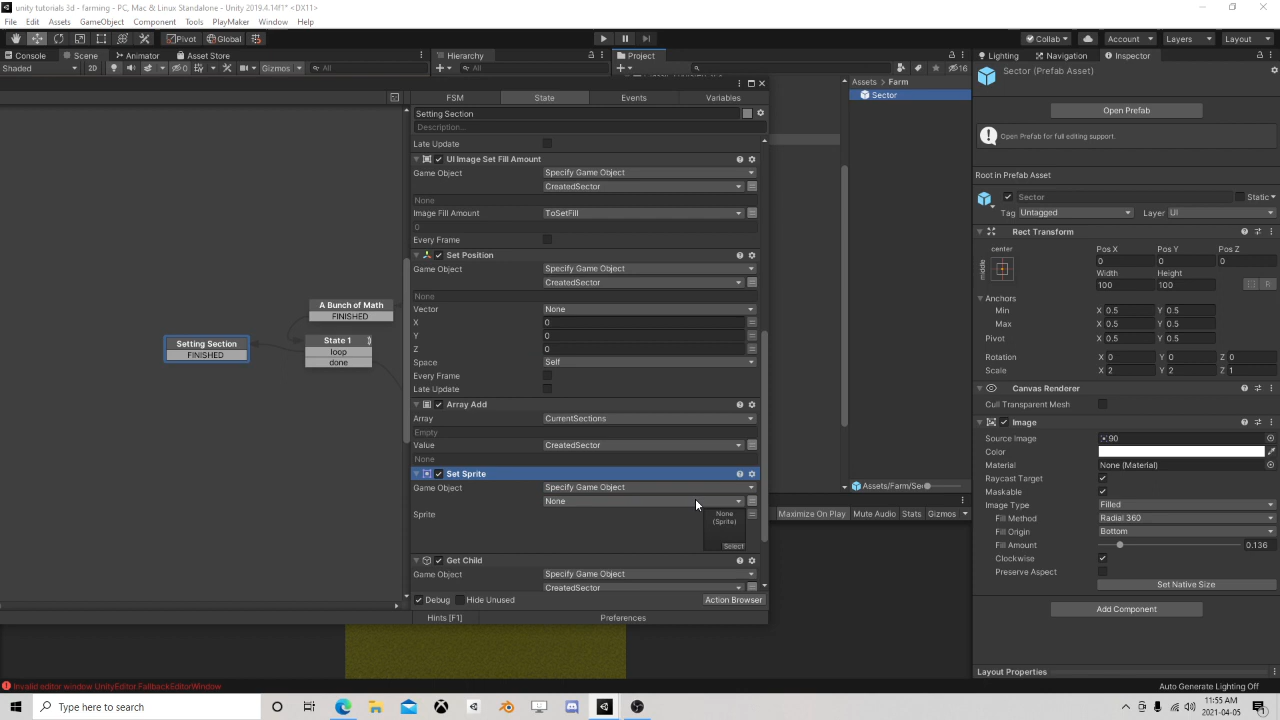 unity tutorials 3d - farming - PC, Mac & Linux Standalone - Unity 2019.4.14f1* <DX11>
File Edit Assets GameObject Component Tools PlayMaker Window Help
Pivot Global Collab Account Layers Layout
Console Scene Animator Asset Store Hierarchy Project Lighting Navigation Inspector
Shaded 2D 0 Gizmos All All 16
Assets Farm
Sector
FSM State Events Variables
Setting Section
Description...
Late Update
UI Image Set Fill Amount
Game Object Specify Game Object
CreatedSector
None
Image Fill Amount ToSetFill
0
Every Frame
Set Position
Game Object Specify Game Object
CreatedSector
None
Vector None
X 0
Y 0
Z 0
Space Self
Every Frame
Late Update
Array Add
Array CurrentSections
Empty
Value CreatedSector
None
Set Sprite
Game Object Specify Game Object
None
Sprite None
(Sprite)
Select
Get Child
Game Object Specify Game Object
CreatedSector
Debug Hide Unused Action Browser
Hints [F1] Preferences
A Bunch of Math
FINISHED
Setting Section
FINISHED
State 1
loop
done
Assets/Farm/Se
Maximize On Play Mute Audio Stats Gizmos
Sector (Prefab Asset)
Open Prefab
Open Prefab for full editing support.
Root in Prefab Asset
Sector Static
Tag Untagged Layer UI
Rect Transform
center
middle
Pos X Pos Y Pos Z
0 0 0
Width Height
100 100
R
Anchors
Min X 0.5 Y 0.5
Max X 0.5 Y 0.5
Pivot X 0.5 Y 0.5
Rotation X 0 Y 0 Z 0
Scale X 2 Y 2 Z 1
Canvas Renderer
Cull Transparent Mesh
Image
Source Image 90
Color
Material None (Material)
Raycast Target
Maskable
Image Type Filled
Fill Method Radial 360
Fill Origin Bottom
Fill Amount 0.136
Clockwise
Preserve Aspect
Set Native Size
Add Component
Layout Properties
Invalid editor window UnityEditor.FallbackEditorWindow
Auto Generate Lighting Off
Type here to search
11:55 AM
2021-04-05